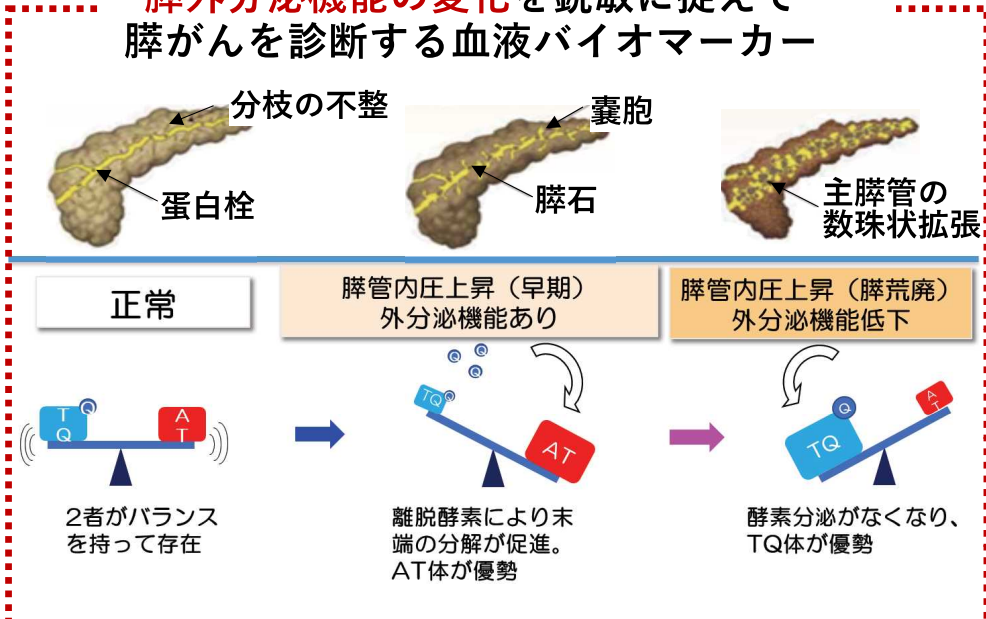 膵外分泌機能の変化を鋭敏に捉えて
膵がんを診断する血液バイオマーカー
分枝の不整
蛋白栓
嚢胞
膵石
主膵管の
数珠状拡張
正常
膵管内圧上昇（早期）
外分泌機能あり
膵管内圧上昇（膵荒廃）
外分泌機能低下
T
Q
Q
A
T
2者がバランス
を持って存在
Q
Q
Q
TQ
Q
AT
離脱酵素により末
端の分解が促進。
AT体が優勢
TQ
Q
A
T
酵素分泌がなくなり、
TQ体が優勢